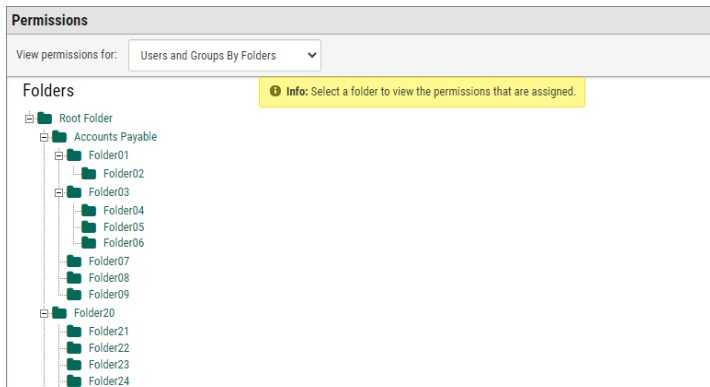 Permissions
View permissions for: Users and Groups By Folders
Folders
Info: Select a folder to view the permissions that are assigned.
Root Folder
Accounts Payable
Folder01
Folder02
Folder03
Folder04
Folder05
Folder06
Folder07
Folder08
Folder09
Folder20
Folder21
Folder22
Folder23
Folder24